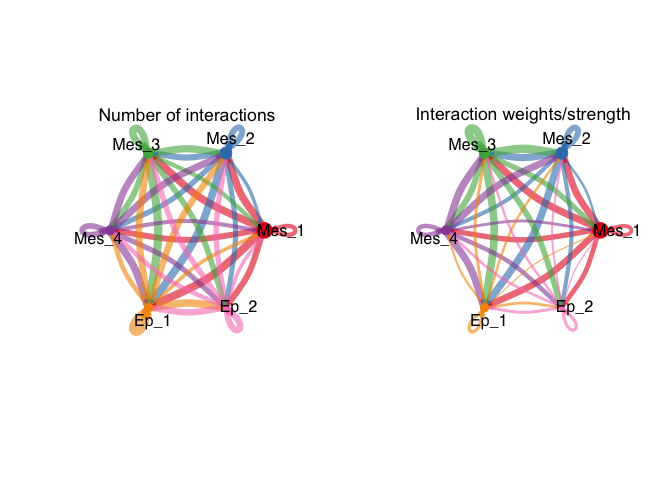 Number of interactions
Mes_3
Mes_2
Mes_4
Mes_1
Ep_1
Ep_2
Interaction weights/strength
Mes_3
Mes_2
Mes_4
Mes_1
Ep_1
Ep_2